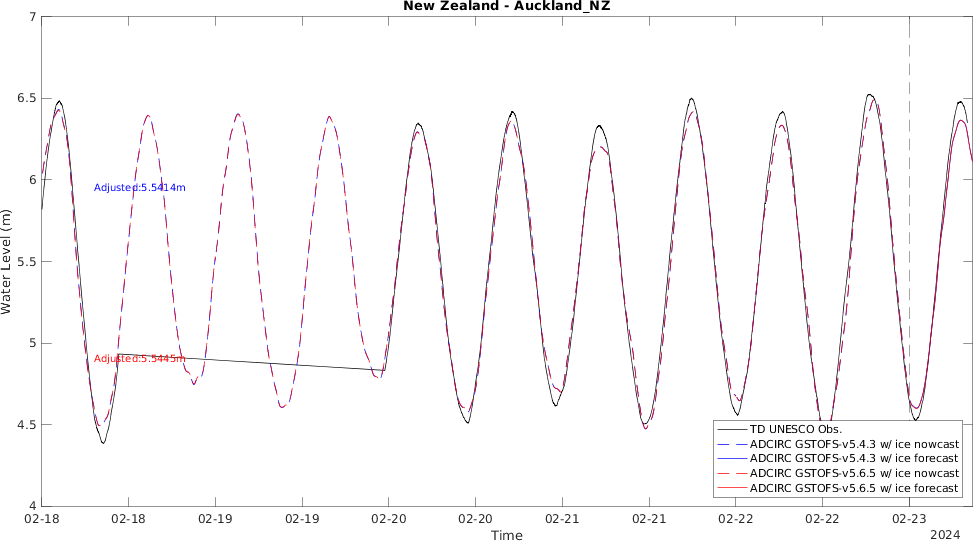 New Zealand - Auckland_NZ
7
6.5
6
5.5
5
4.5
4
Water Level (m)
Adjusted:5.5414m
Adjusted:5.5445m
TD UNESCO Obs.
ADCIRC GSTOFS-v5.4.3 w/ ice nowcast
ADCIRC GSTOFS-v5.4.3 w/ ice forecast
ADCIRC GSTOFS-v5.6.5 w/ ice nowcast
ADCIRC GSTOFS-v5.6.5 w/ ice forecast
02-18 02-18 02-19 02-19 02-20 02-20 02-21 02-21 02-22 02-22 02-23
Time
2024